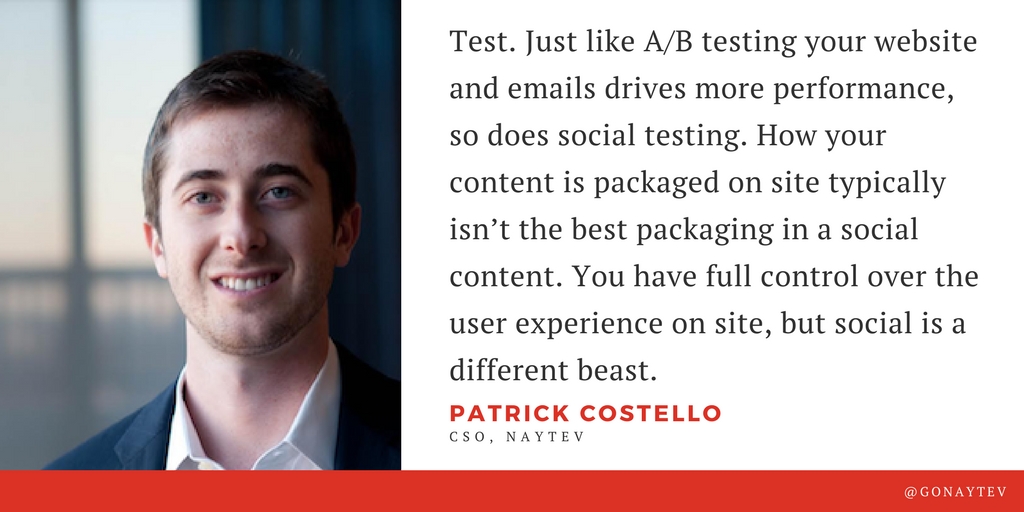 Test. Just like A/B testing your website
and emails drives more performance,
so does social testing. How your
content is packaged on site typically
isn’t the best packaging in a social
content. You have full control over the
user experience on site, but social is a
different beast.
PATRICK COSTELLO
CSO, NAYTEV
@GONAYTEV